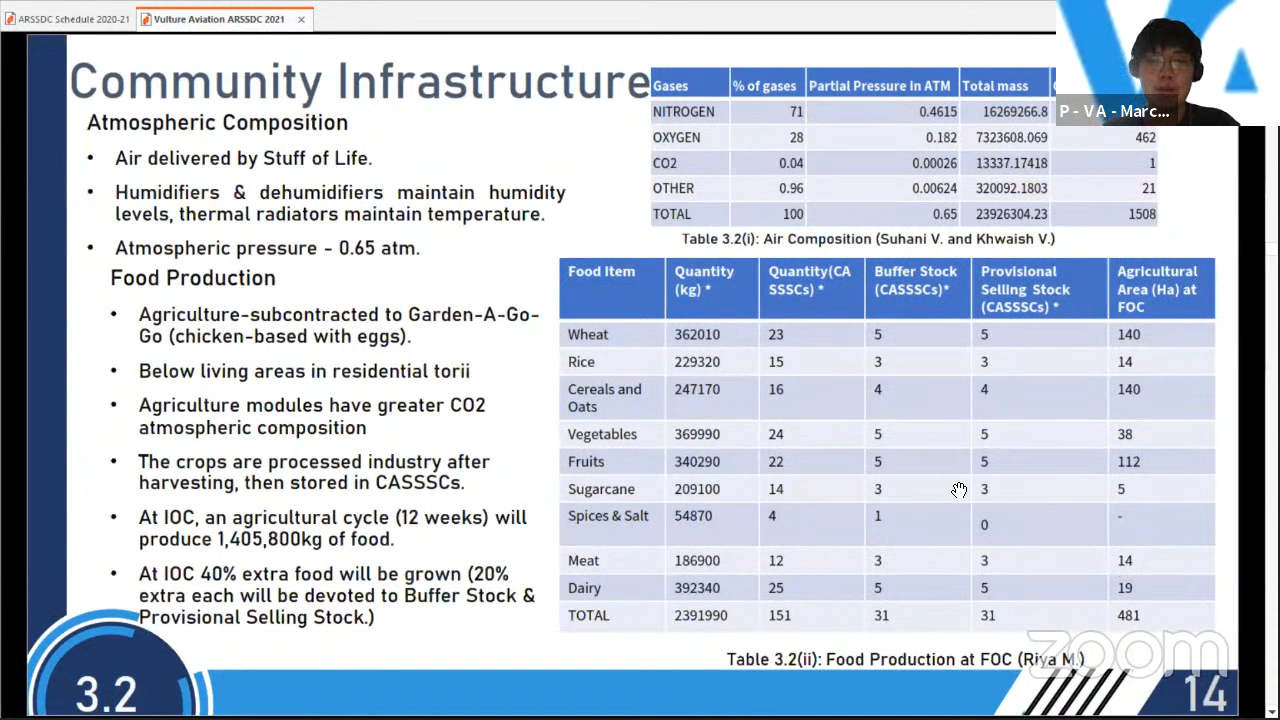 ARSSDC Schedule 2020-21
Vulture Aviation ARSSDC 2021
Community Infrastructure
Atmospheric Composition
• Air delivered by Stuff of Life.
• Humidifiers & dehumidifiers maintain humidity
levels, thermal radiators maintain temperature.
• Atmospheric pressure - 0.65 atm.
Food Production
• Agriculture-subcontracted to Garden-A-Go-
Go (chicken-based with eggs).
• Below living areas in residential torii
• Agriculture modules have greater CO2
atmospheric composition
• The crops are processed industry after
harvesting, then stored in CASSSCs.
• At IOC, an agricultural cycle (12 weeks) will
produce 1,405,800kg of food.
• At IOC 40% extra food will be grown (20%
extra each will be devoted to Buffer Stock &
Provisional Selling Stock.)
Gases % of gases Partial Pressure In ATM Total mass
NITROGEN 71 0.4615 16269266.8
OXYGEN 28 0.182 7323608.069 462
CO2 0.04 0.00026 13337.17418 1
OTHER 0.96 0.00624 320092.1803 21
TOTAL 100 0.65 23926304.23 1508
P - V A - Marc...
Table 3.2(i): Air Composition (Suhani V. and Khwaish V.)
Food Item Quantity (kg) * Quantity(CA SSSCs) * Buffer Stock (CASSSCs)* Provisional Selling Stock (CASSSCs) * Agricultural Area (Ha) at FOC
Wheat 362010 23 5 5 140
Rice 229320 15 3 3 14
Cereals and Oats 247170 16 4 4 140
Vegetables 369990 24 5 5 38
Fruits 340290 22 5 5 112
Sugarcane 209100 14 3 3 5
Spices & Salt 54870 4 1 0 -
Meat 186900 12 3 3 14
Dairy 392340 25 5 5 19
TOTAL 2391990 151 31 31 481
Table 3.2(ii): Food Production at FOC (Riya M.)
zoom
3.2
14